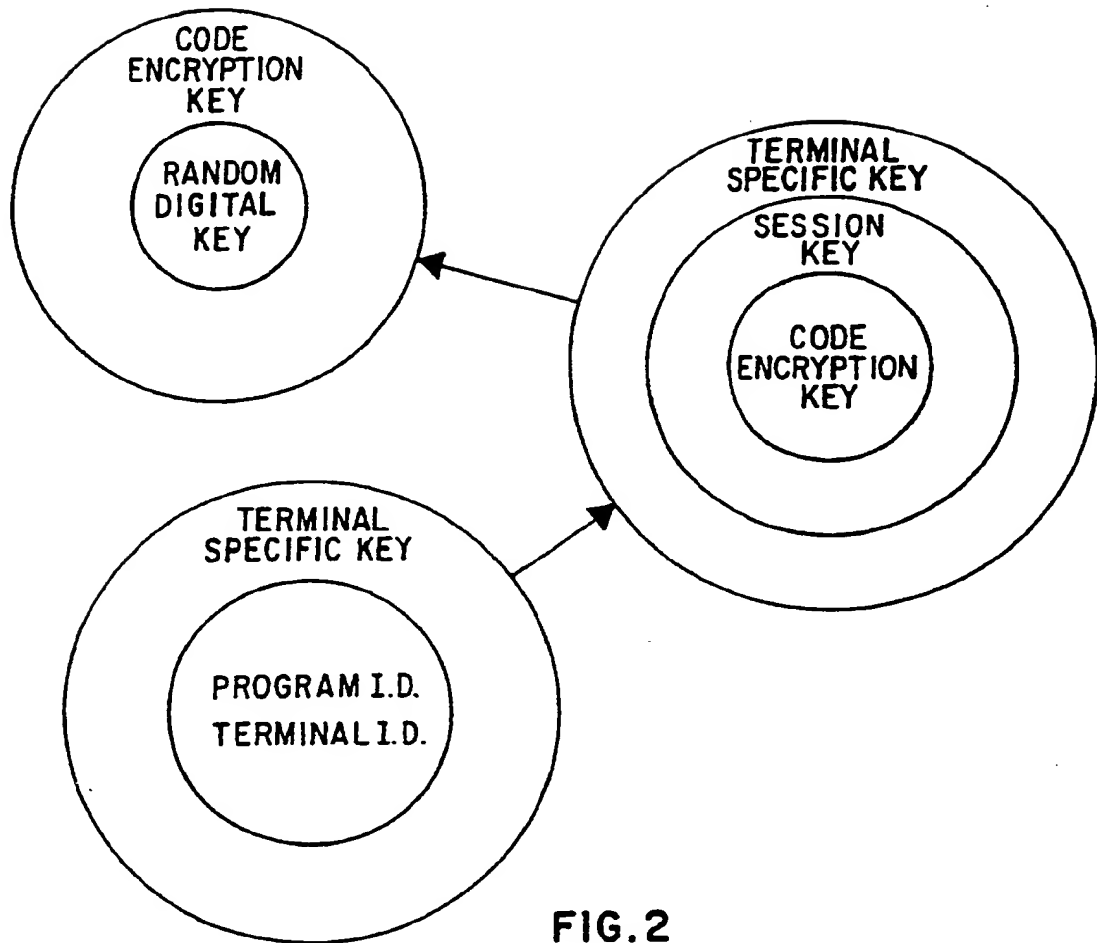 CODE
ENCRYPTION
KEY
RANDOM
DIGITAL
KEY
TERMINAL
SPECIFIC KEY
SESSION
KEY
CODE
ENCRYPTION
KEY
TERMINAL
SPECIFIC KEY
PROGRAM I.D.
TERMINAL I.D.
FIG.2